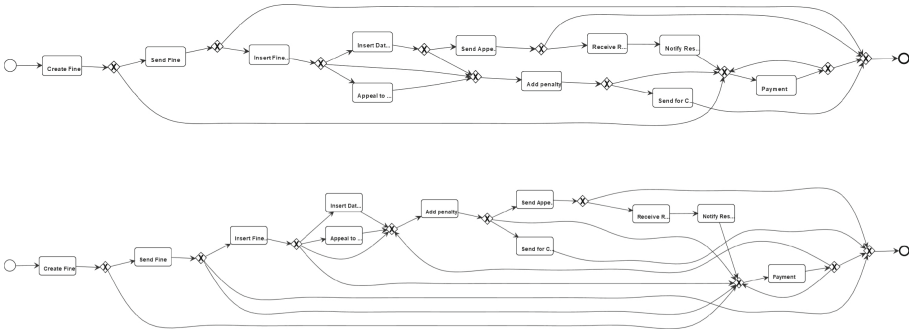 Create Fine
Send Fine
Insert Fine...
Insert Dat...
Appeal to ...
Send Appe...
Add penalty
Receive R...
Notify Res...
Send for C...
Payment
Create Fine
Send Fine
Insert Fine...
Insert Dat...
Appeal to ...
Add penalty
Send Appe...
Send for C...
Receive R...
Notify Res...
Payment